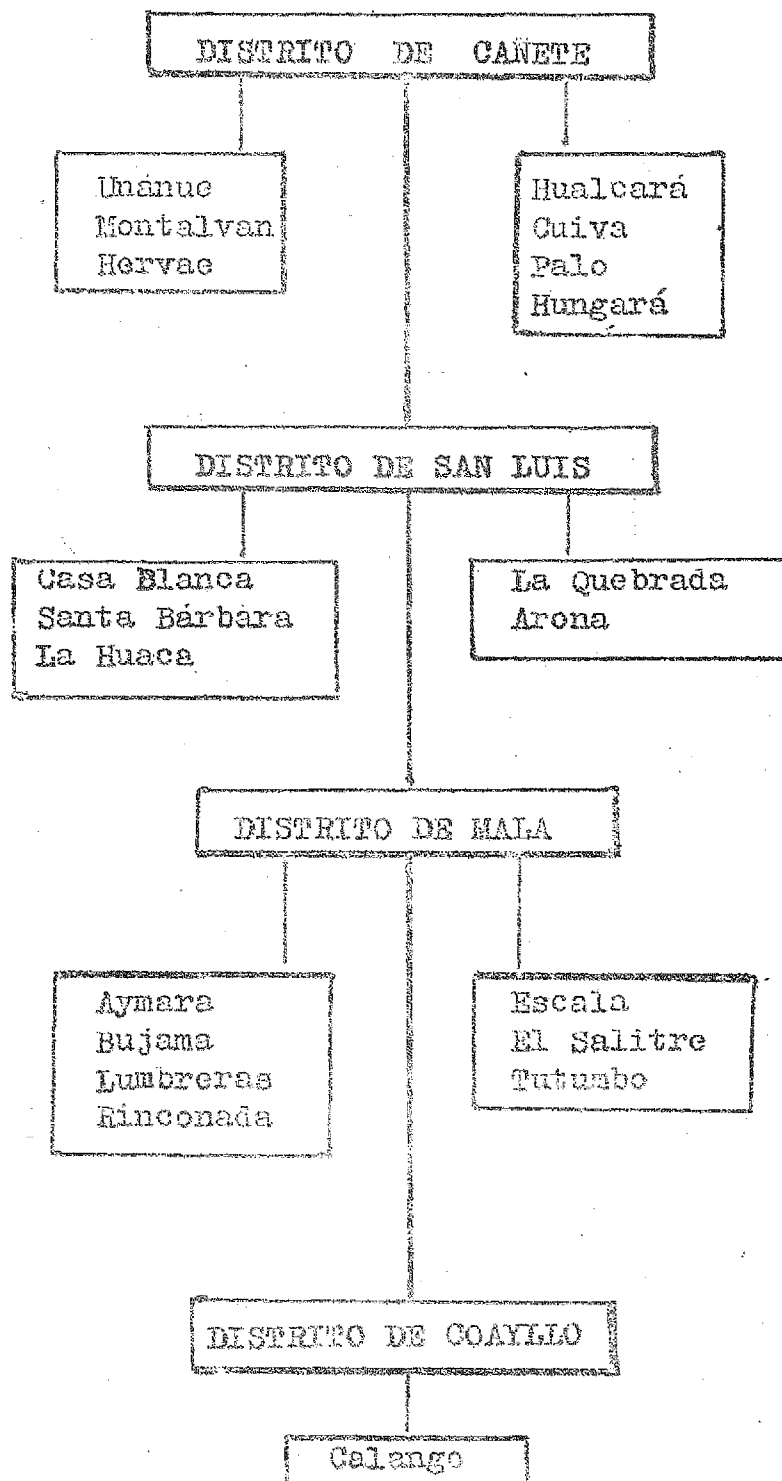 DISTRITO DE CAÑETE
Unánue
Montalvan
Hervae
Hualcará
Cuiva
Palo
Hungará
DISTRITO DE SAN LUIS
Casa Blanca
Santa Bárbara
La Huaca
La Quebrada
Arona
DISTRITO DE MALA
Aymara
Bujama
Lumbreras
Rinconada
Escala
El Salitre
Tutumbo
DISTRITO DE COAYLLO
Calango